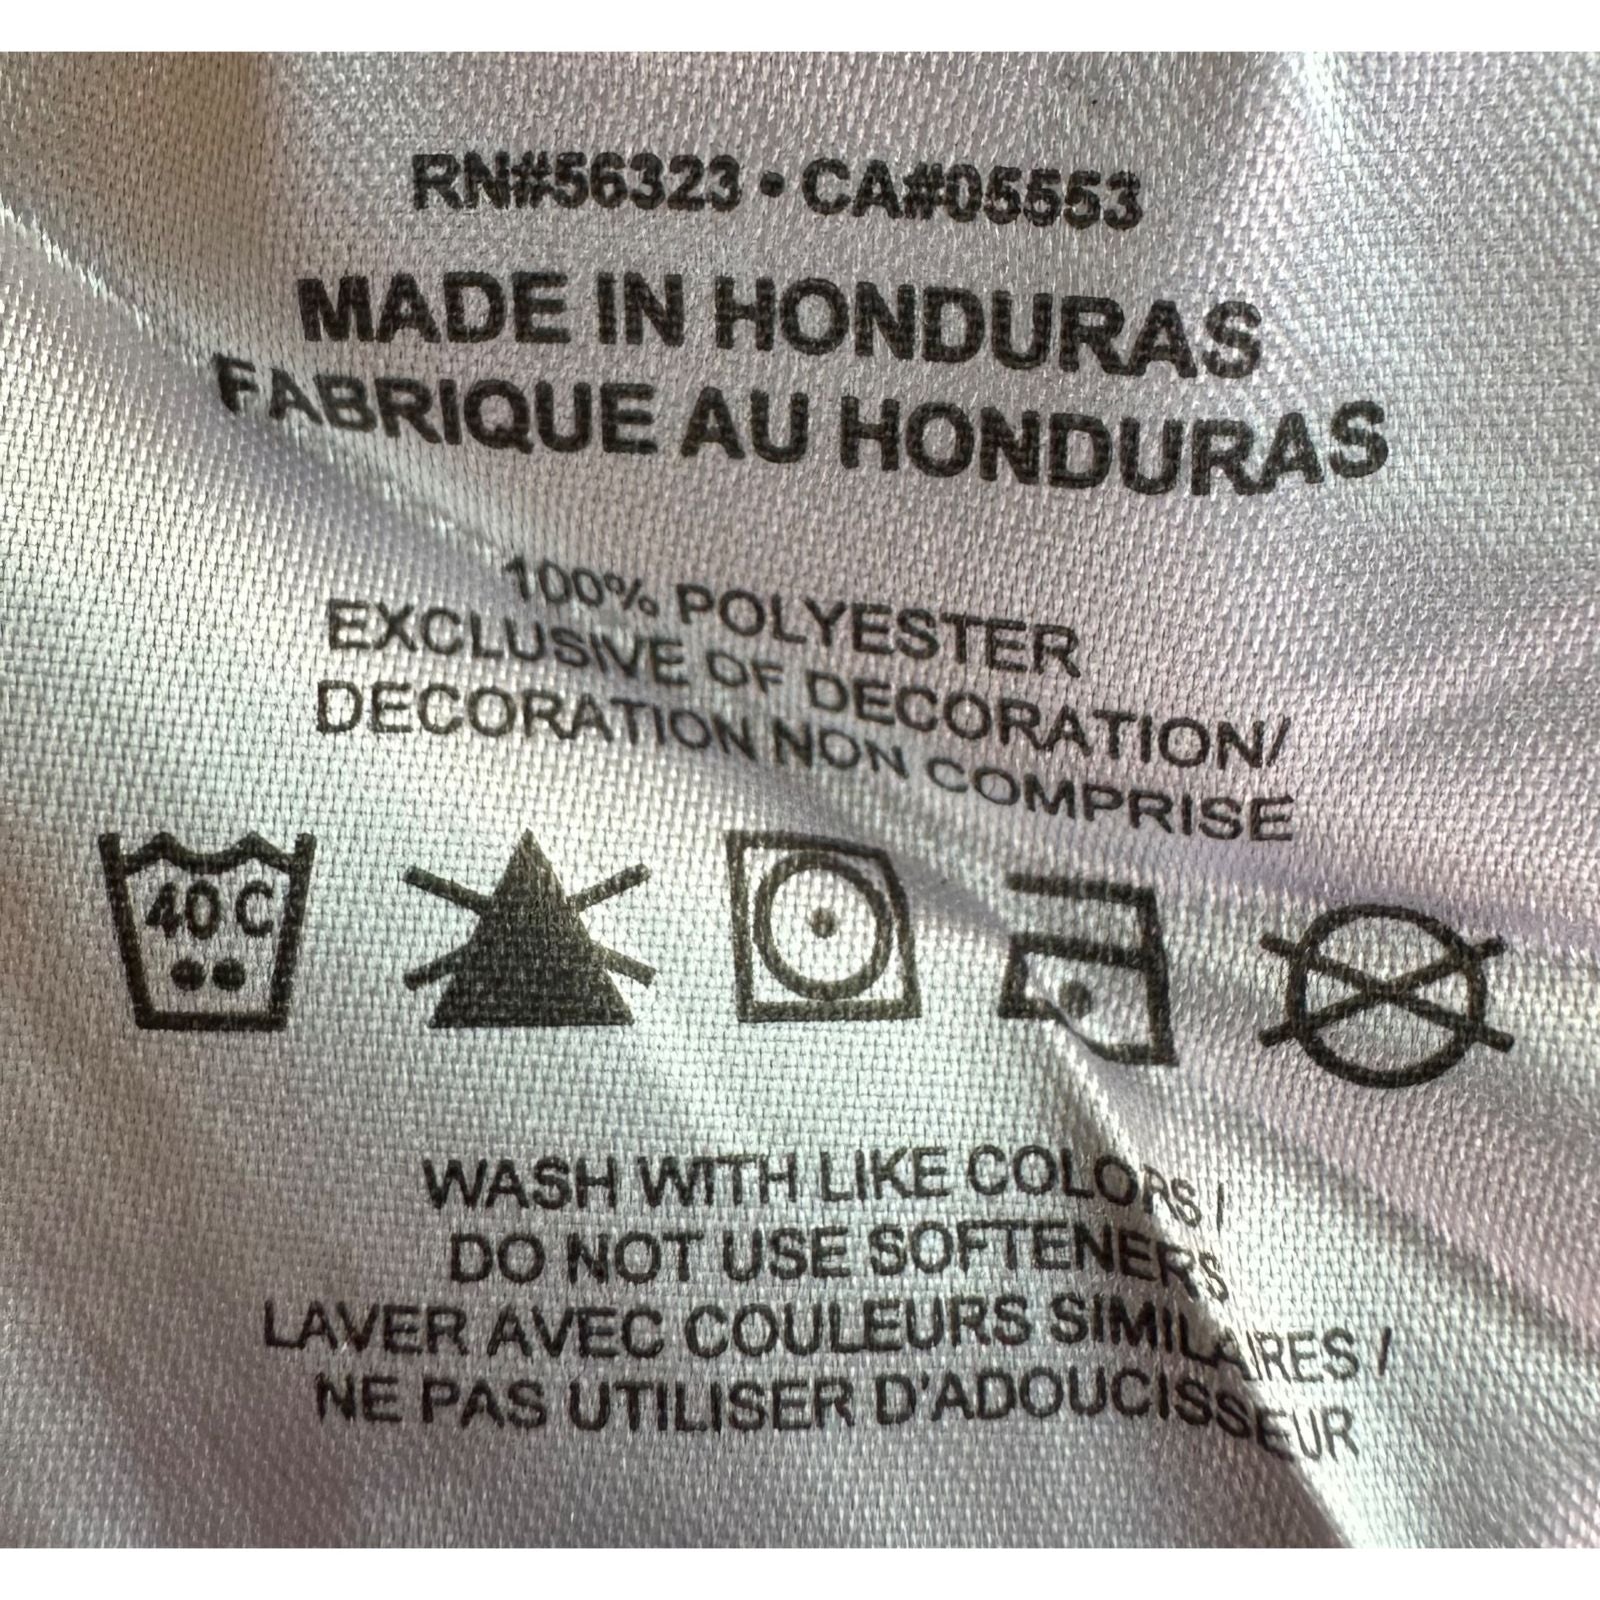 RN#56323 • CA#05553
MADE IN HONDURAS
FABRIQUE AU HONDURAS
100% POLYESTER
EXCLUSIVE OF DECORATION/
DECORATION NON COMPRISE
40 C
WASH WITH LIKE COLORS /
DO NOT USE SOFTENERS
LAVER AVEC COULEURS SIMILAIRES /
NE PAS UTILISER D'ADOUCISSEUR